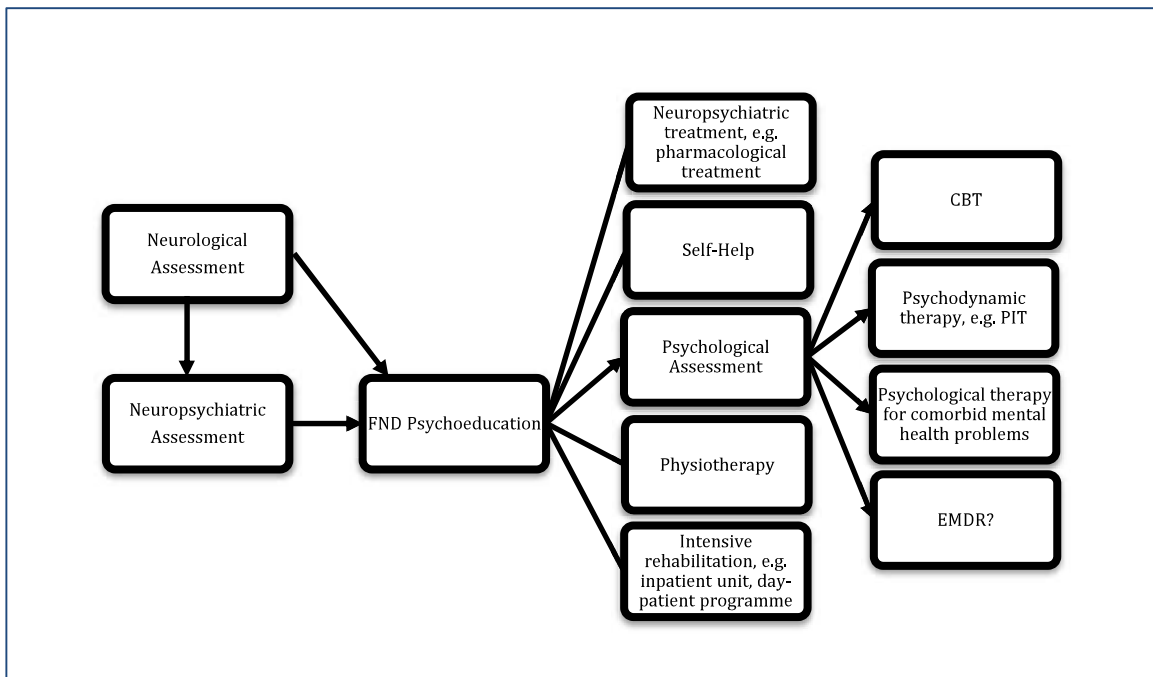 Neurological
Assessment
Neuropsychiatric
Assessment
FND Psychoeducation
Neuropsychiatric
treatment, e.g.
pharmacological
treatment
Self-Help
Psychological
Assessment
Physiotherapy
Intensive
rehabilitation, e.g.
inpatient unit, day-
patient programme
CBT
Psychodynamic
therapy, e.g. PIT
Psychological therapy
for comorbid mental
health problems
EMDR?